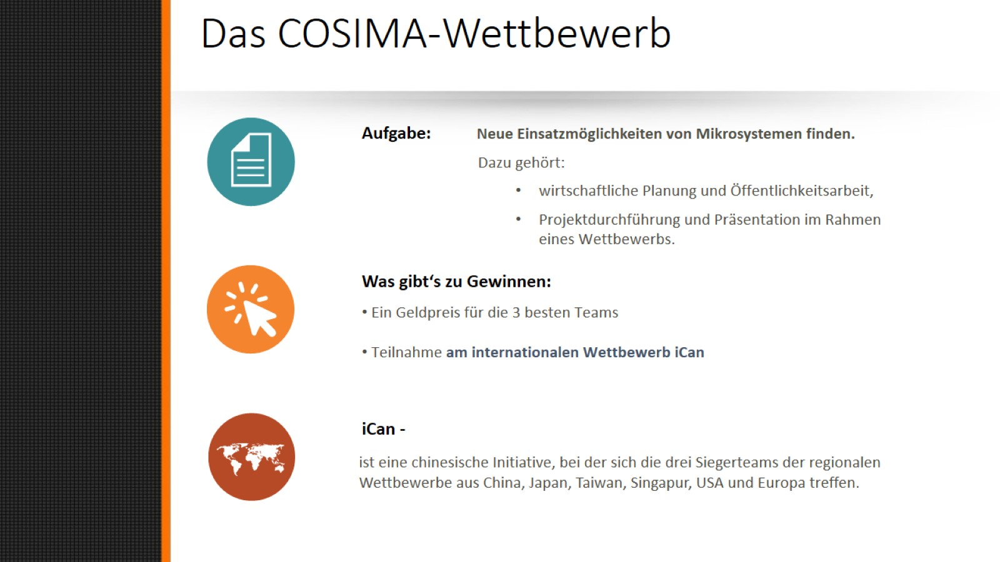 Das COSIMA-Wettbewerb
Aufgabe: Neue Einsatzmöglichkeiten von Mikrosystemen finden.
Dazu gehört:
• wirtschaftliche Planung und Öffentlichkeitsarbeit,
• Projektdurchführung und Präsentation im Rahmen
eines Wettbewerbs.
Was gibt‘s zu Gewinnen:
• Ein Geldpreis für die 3 besten Teams
• Teilnahme am internationalen Wettbewerb iCan
iCan -
ist eine chinesische Initiative, bei der sich die drei Siegerteams der regionalen
Wettbewerbe aus China, Japan, Taiwan, Singapur, USA und Europa treffen.